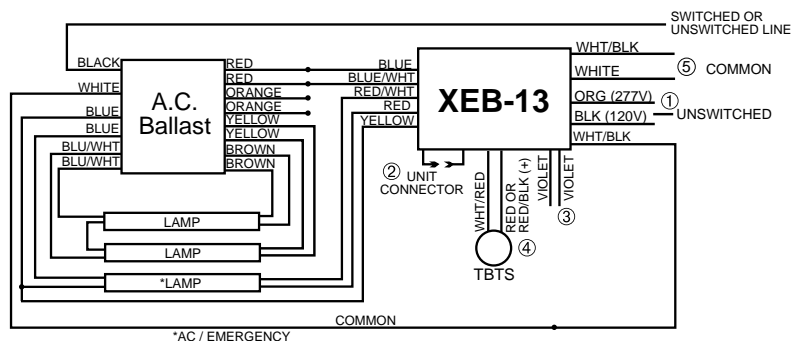 SWITCHED OR
UNSWITCHED LINE
BLACK
WHITE
BLUE
BLUE
BLU/WHT
BLU/WHT
A.C.
Ballast
RED
RED
ORANGE
ORANGE
YELLOW
YELLOW
BROWN
BROWN
BLUE
BLUE/WHT
RED/WHT
RED
YELLOW
XEB-13
WHT/BLK
WHITE
⑤ COMMON
ORG (277V)
①
UNSWITCHED
BLK (120V)
WHT/BLK
② UNIT
CONNECTOR
WHT/RED
RED OR
RED/BLK (+)
VIOLET
VIOLET
③
④
TBTS
LAMP
LAMP
*LAMP
COMMON
*AC / EMERGENCY